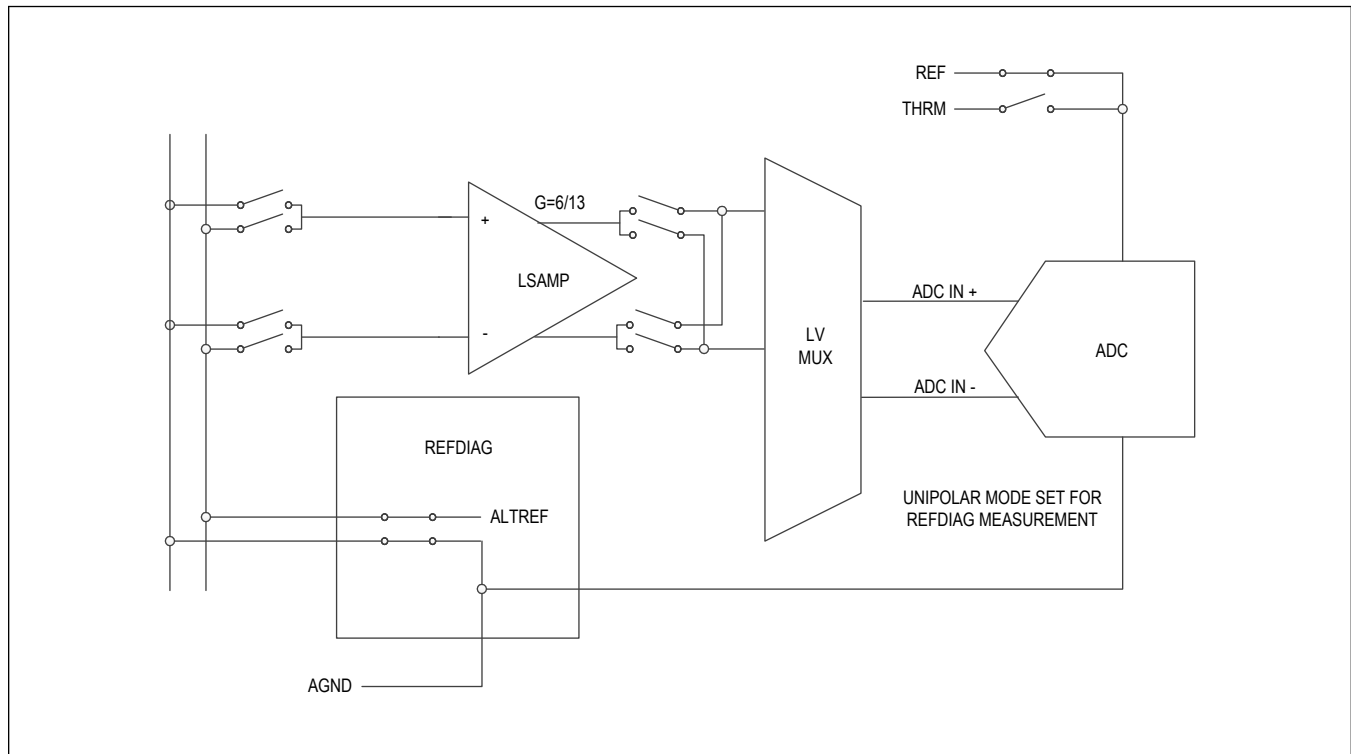 REF
THRM
G=6/13
+
LSAMP
-
LV
MUX
ADC IN +
ADC IN -
ADC
REFDIAG
ALTREF
UNIPOLAR MODE SET FOR
REFDIAG MEASUREMENT
AGND